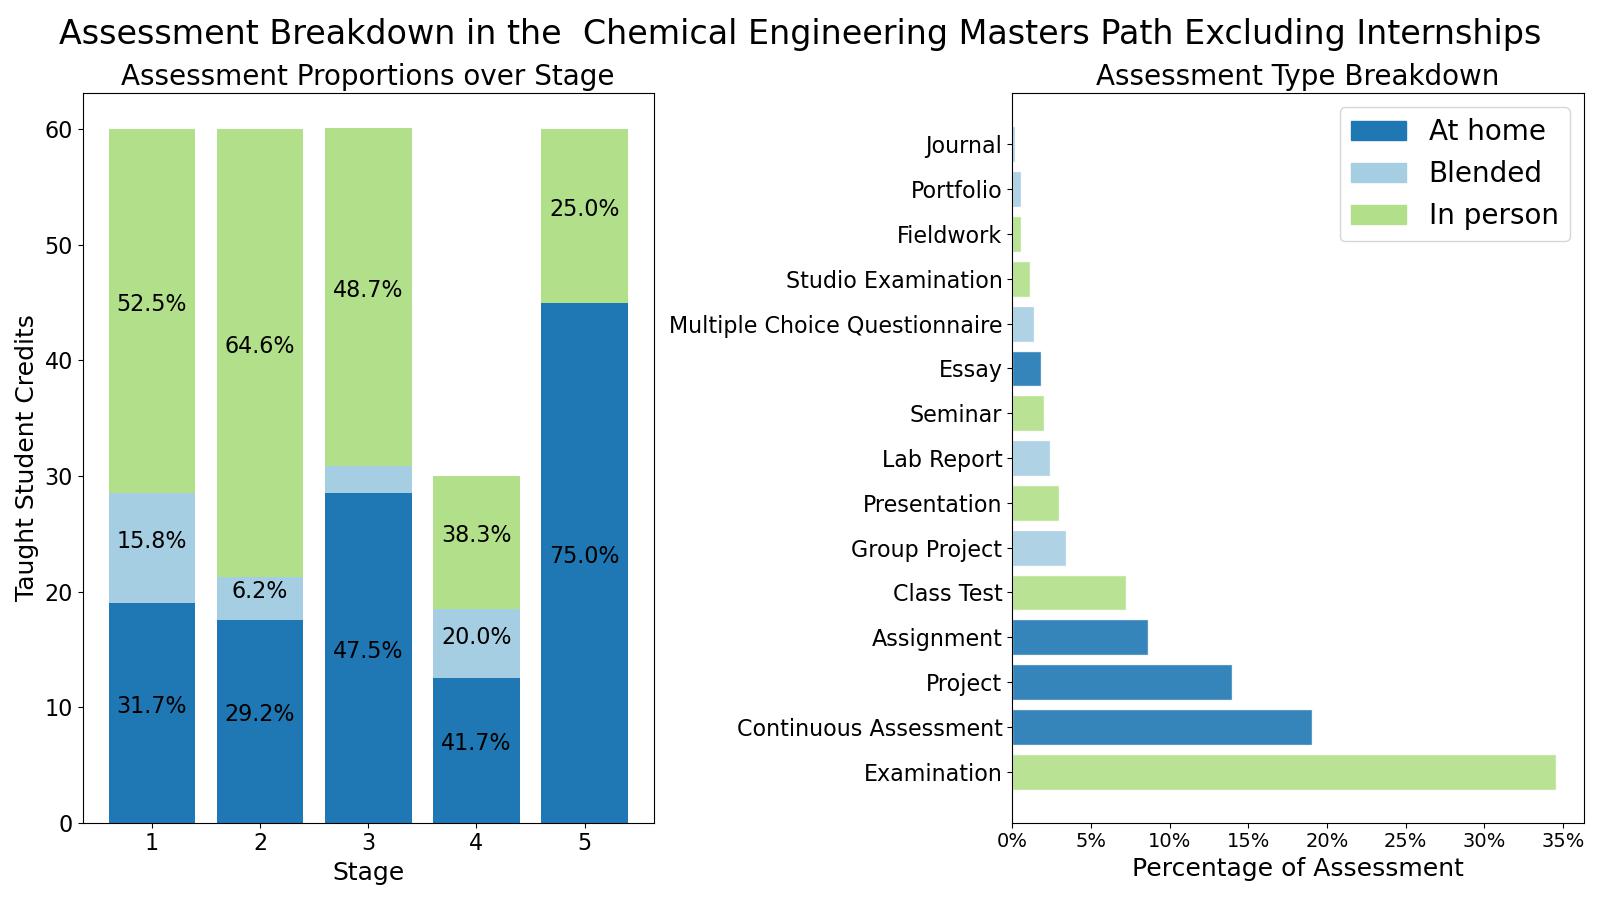 Assessment Breakdown in the  Chemical Engineering Masters Path Excluding Internships
Assessment Proportions over Stage
Taught Student Credits
60
50
40
30
20
10
0
52.5%
15.8%
31.7%
64.6%
6.2%
29.2%
48.7%
47.5%
38.3%
20.0%
41.7%
25.0%
75.0%
1 2 3 4 5
Stage
Assessment Type Breakdown
At home
Blended
In person
Journal
Portfolio
Fieldwork
Studio Examination
Multiple Choice Questionnaire
Essay
Seminar
Lab Report
Presentation
Group Project
Class Test
Assignment
Project
Continuous Assessment
Examination
0% 5% 10% 15% 20% 25% 30% 35%
Percentage of Assessment